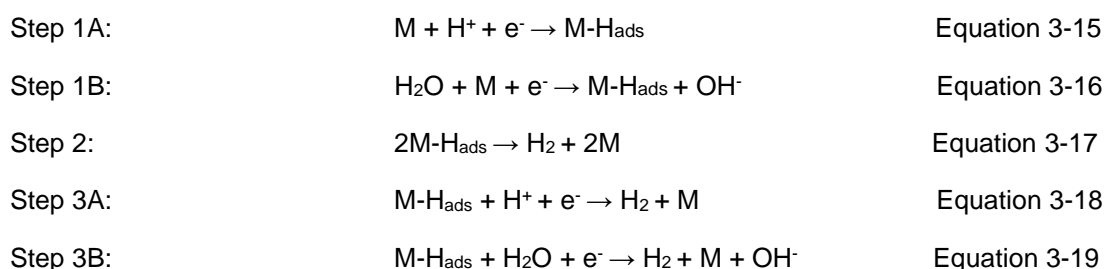 Step 1A: M + H⁺ + e⁻ → M-Hads Equation 3-15
Step 1B: H₂O + M + e⁻ → M-Hads + OH⁻ Equation 3-16
Step 2: 2M-Hads → H₂ + 2M Equation 3-17
Step 3A: M-Hads + H⁺ + e⁻ → H₂ + M Equation 3-18
Step 3B: M-Hads + H₂O + e⁻ → H₂ + M + OH⁻ Equation 3-19